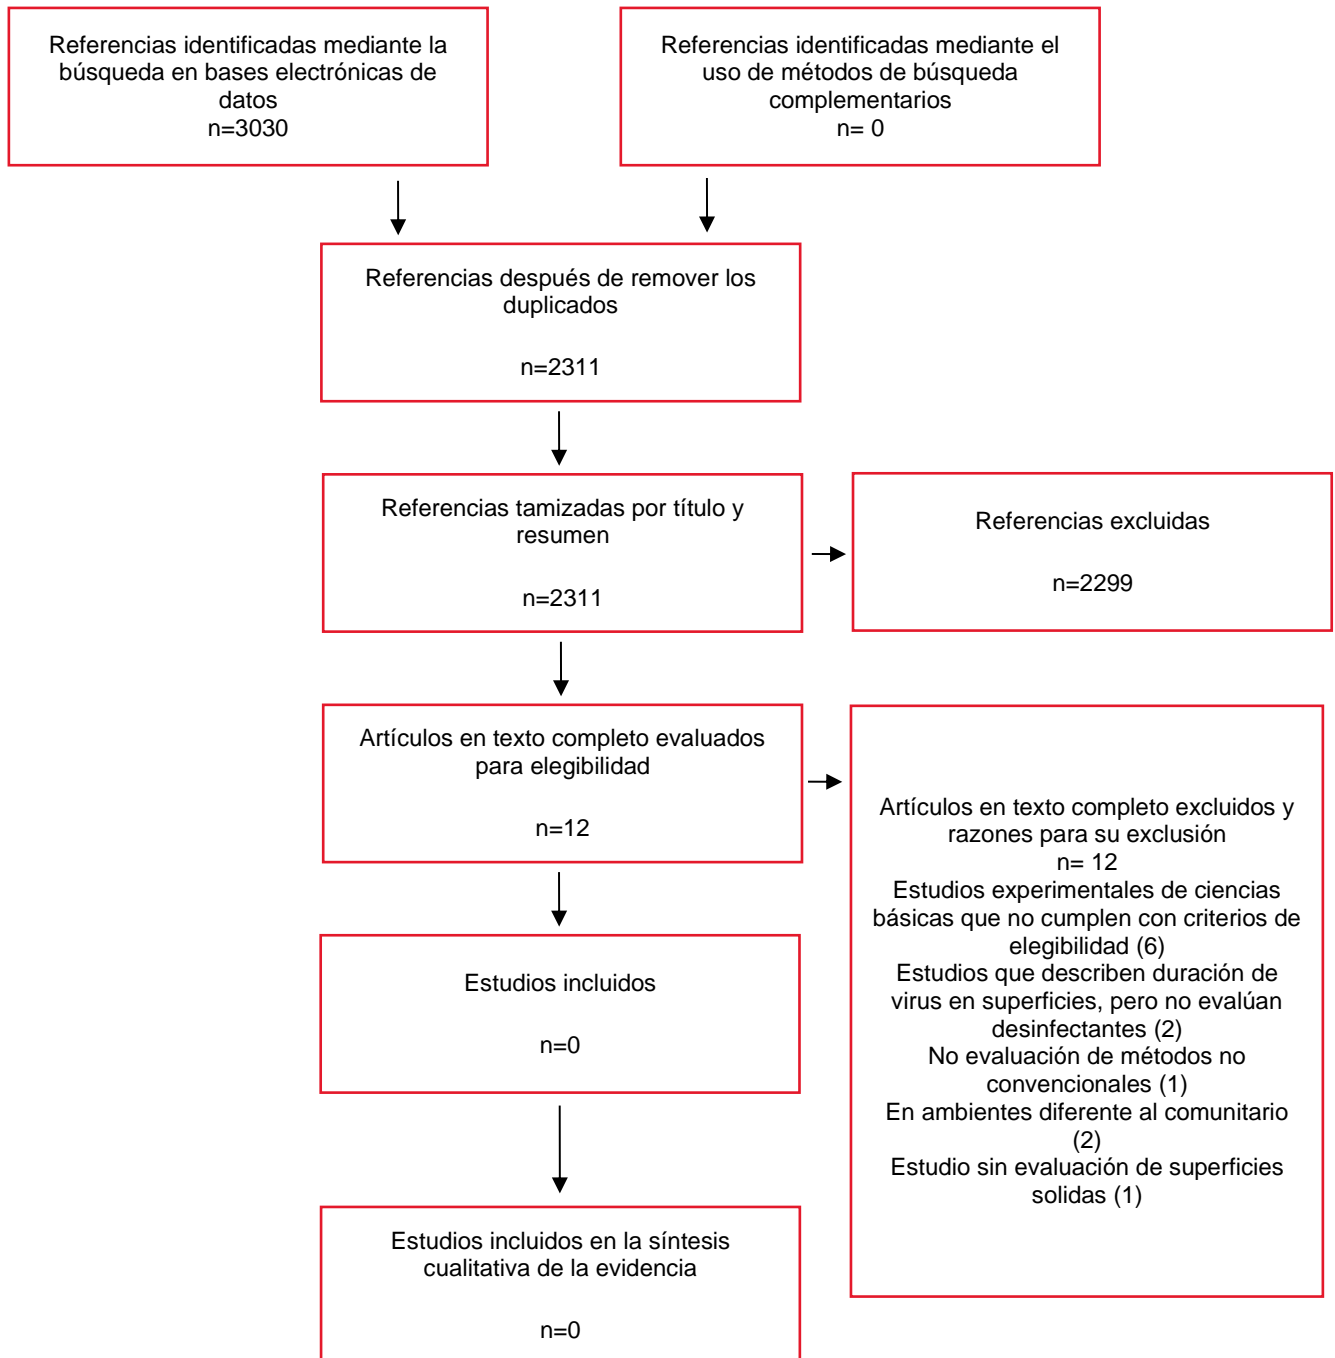 Referencias identificadas mediante la
búsqueda en bases electrónicas de
datos
n=3030
Referencias identificadas mediante el
uso de métodos de búsqueda
complementarios
n= 0
Referencias después de remover los
duplicados
n=2311
Referencias tamizadas por título y
resumen
n=2311
Referencias excluidas
n=2299
Artículos en texto completo evaluados
para elegibilidad
n=12
Artículos en texto completo excluidos y
razones para su exclusión
n= 12
Estudios experimentales de ciencias
básicas que no cumplen con criterios de
elegibilidad (6)
Estudios que describen duración de
virus en superficies, pero no evalúan
desinfectantes (2)
No evaluación de métodos no
convencionales (1)
En ambientes diferente al comunitario
(2)
Estudio sin evaluación de superficies
solidas (1)
Estudios incluidos
n=0
Estudios incluidos en la síntesis
cualitativa de la evidencia
n=0